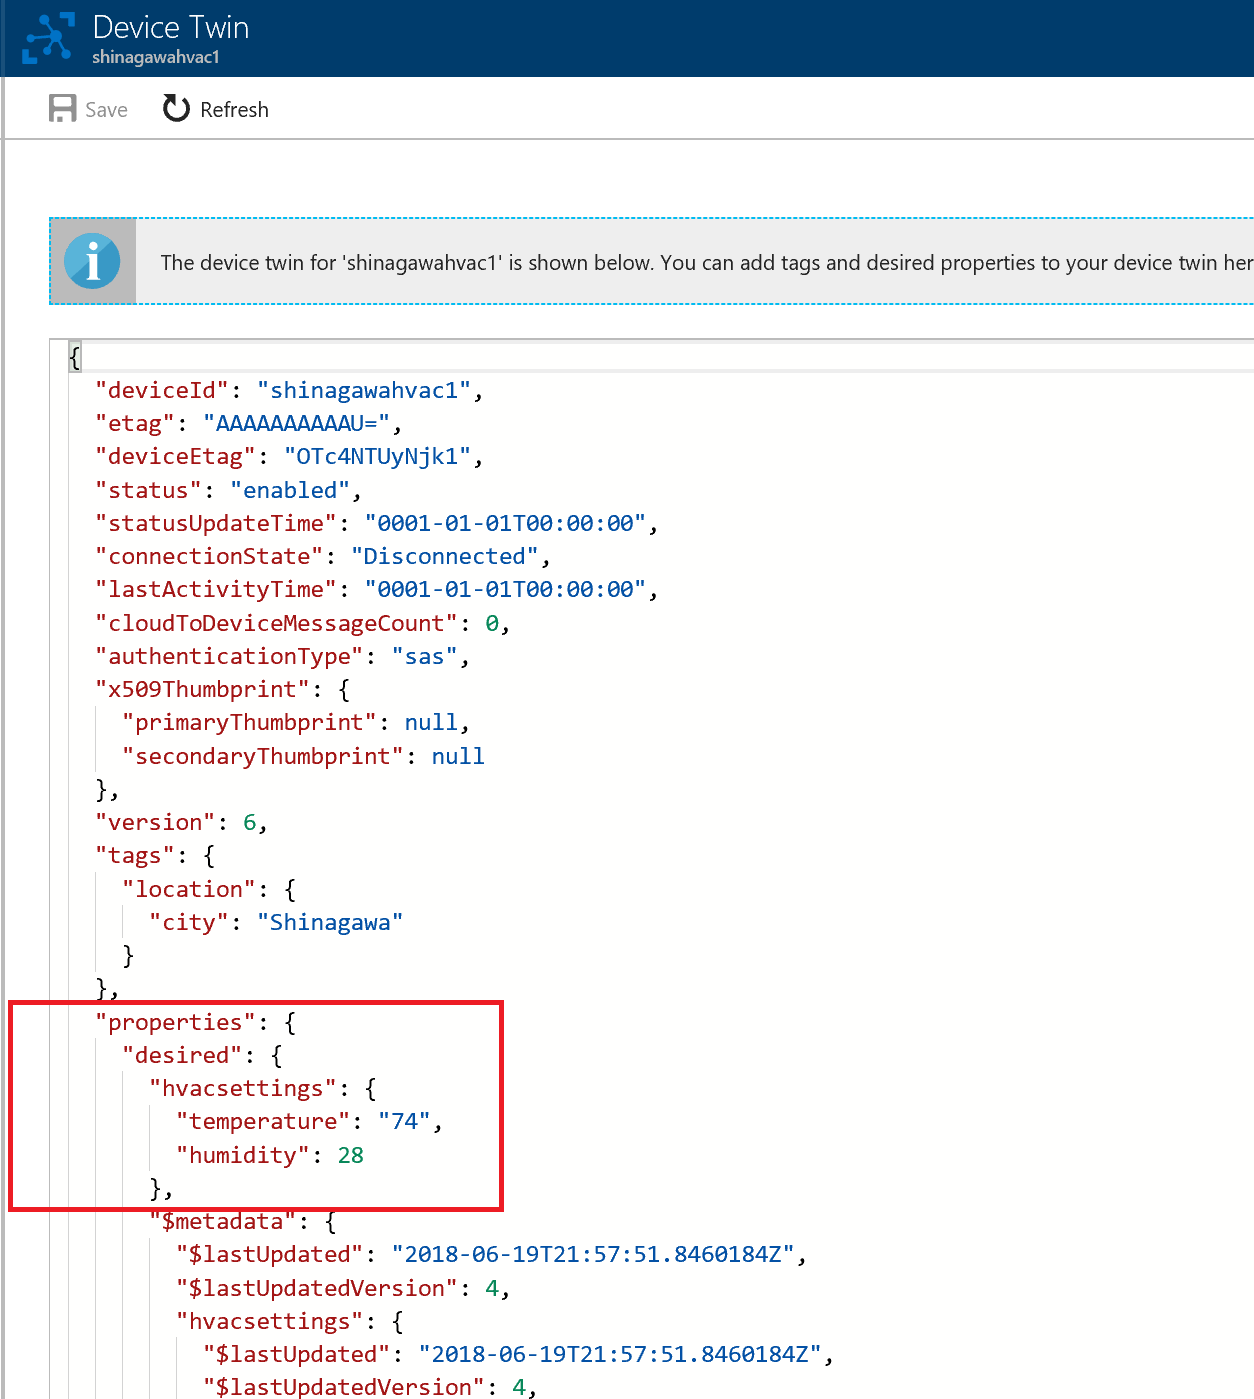 Device Twin
shinagawahvac1
Save Refresh
The device twin for 'shinagawahvac1' is shown below. You can add tags and desired properties to your device twin her
{
"deviceId": "shinagawahvac1",
"etag": "AAAAAAAAAAU=",
"deviceEtag": "OTc4NTUyNjk1",
"status": "enabled",
"statusUpdateTime": "0001-01-01T00:00:00",
"connectionState": "Disconnected",
"lastActivityTime": "0001-01-01T00:00:00",
"cloudToDeviceMessageCount": 0,
"authenticationType": "sas",
"x509Thumbprint": {
"primaryThumbprint": null,
"secondaryThumbprint": null
},
"version": 6,
"tags": {
"location": {
"city": "Shinagawa"
}
},
"properties": {
"desired": {
"hvacsettings": {
"temperature": "74",
"humidity": 28
},
"$metadata": {
"$lastUpdated": "2018-06-19T21:57:51.8460184Z",
"$lastUpdatedVersion": 4,
"hvacsettings": {
"$lastUpdated": "2018-06-19T21:57:51.8460184Z",
"$lastUpdatedVersion": 4,